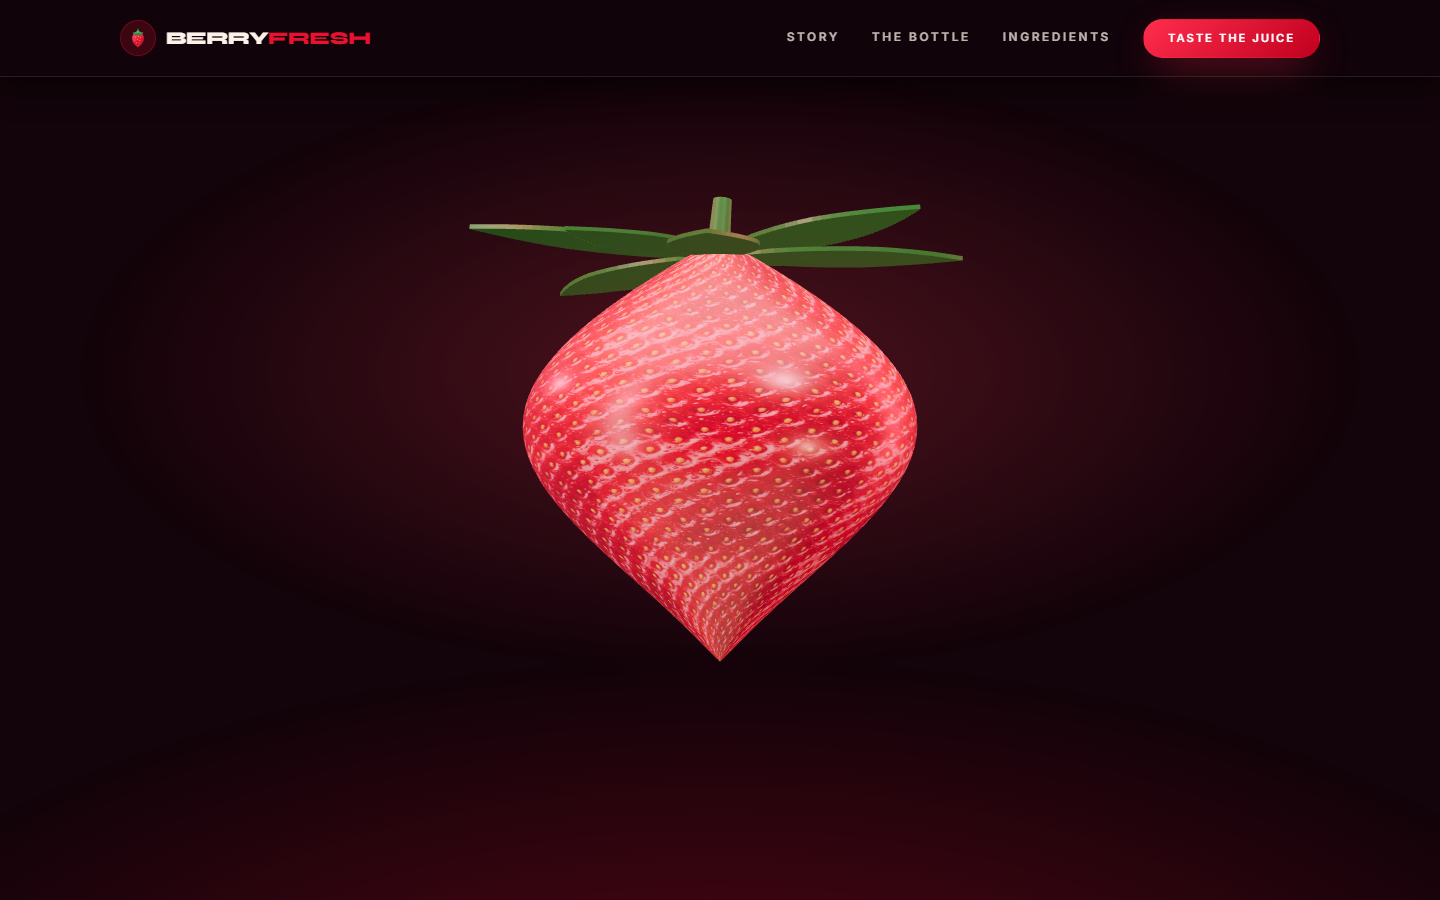 BERRYFRESH
STORY
THE BOTTLE
INGREDIENTS
TASTE THE JUICE